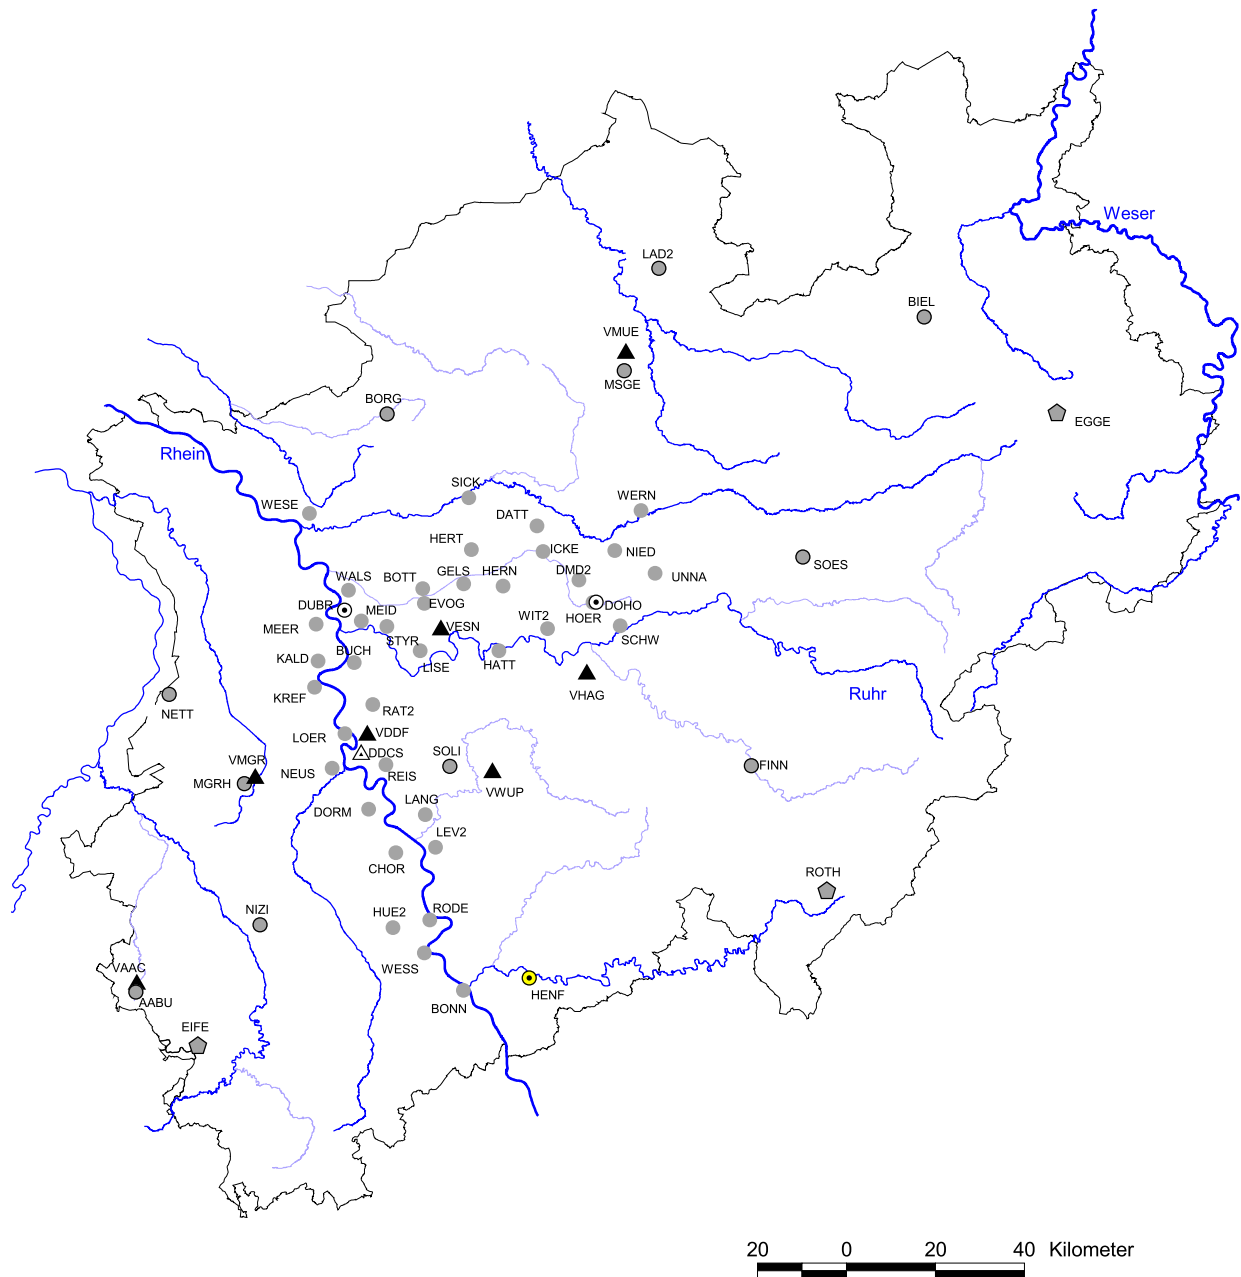 Weser
LAD2
BIEL
VMUE
MSGE
BORG
EGGE
Rhein
SICK
WERN
WESE
DATT
HERT
ICKE
NIED
SOES
WALS
BOTT
GELS
HERN
DMD2
UNNA
DUBR
MEID
EVOG
DOHO
HOER
MEER
STYR
VESN
WIT2
SCHW
KALD
BUCH
LISE
HATT
KREF
VHAG
Ruhr
NETT
RAT2
LOER
VDDF
DDCS
SOLI
VMGR
FINN
NEUS
REIS
MGRH
VWUP
LANG
DORM
LEV2
CHOR
ROTH
NIZI
HUE2
RODE
WESS
VAAC
HENF
AABU
BONN
EIFE
20 0 20 40 Kilometer